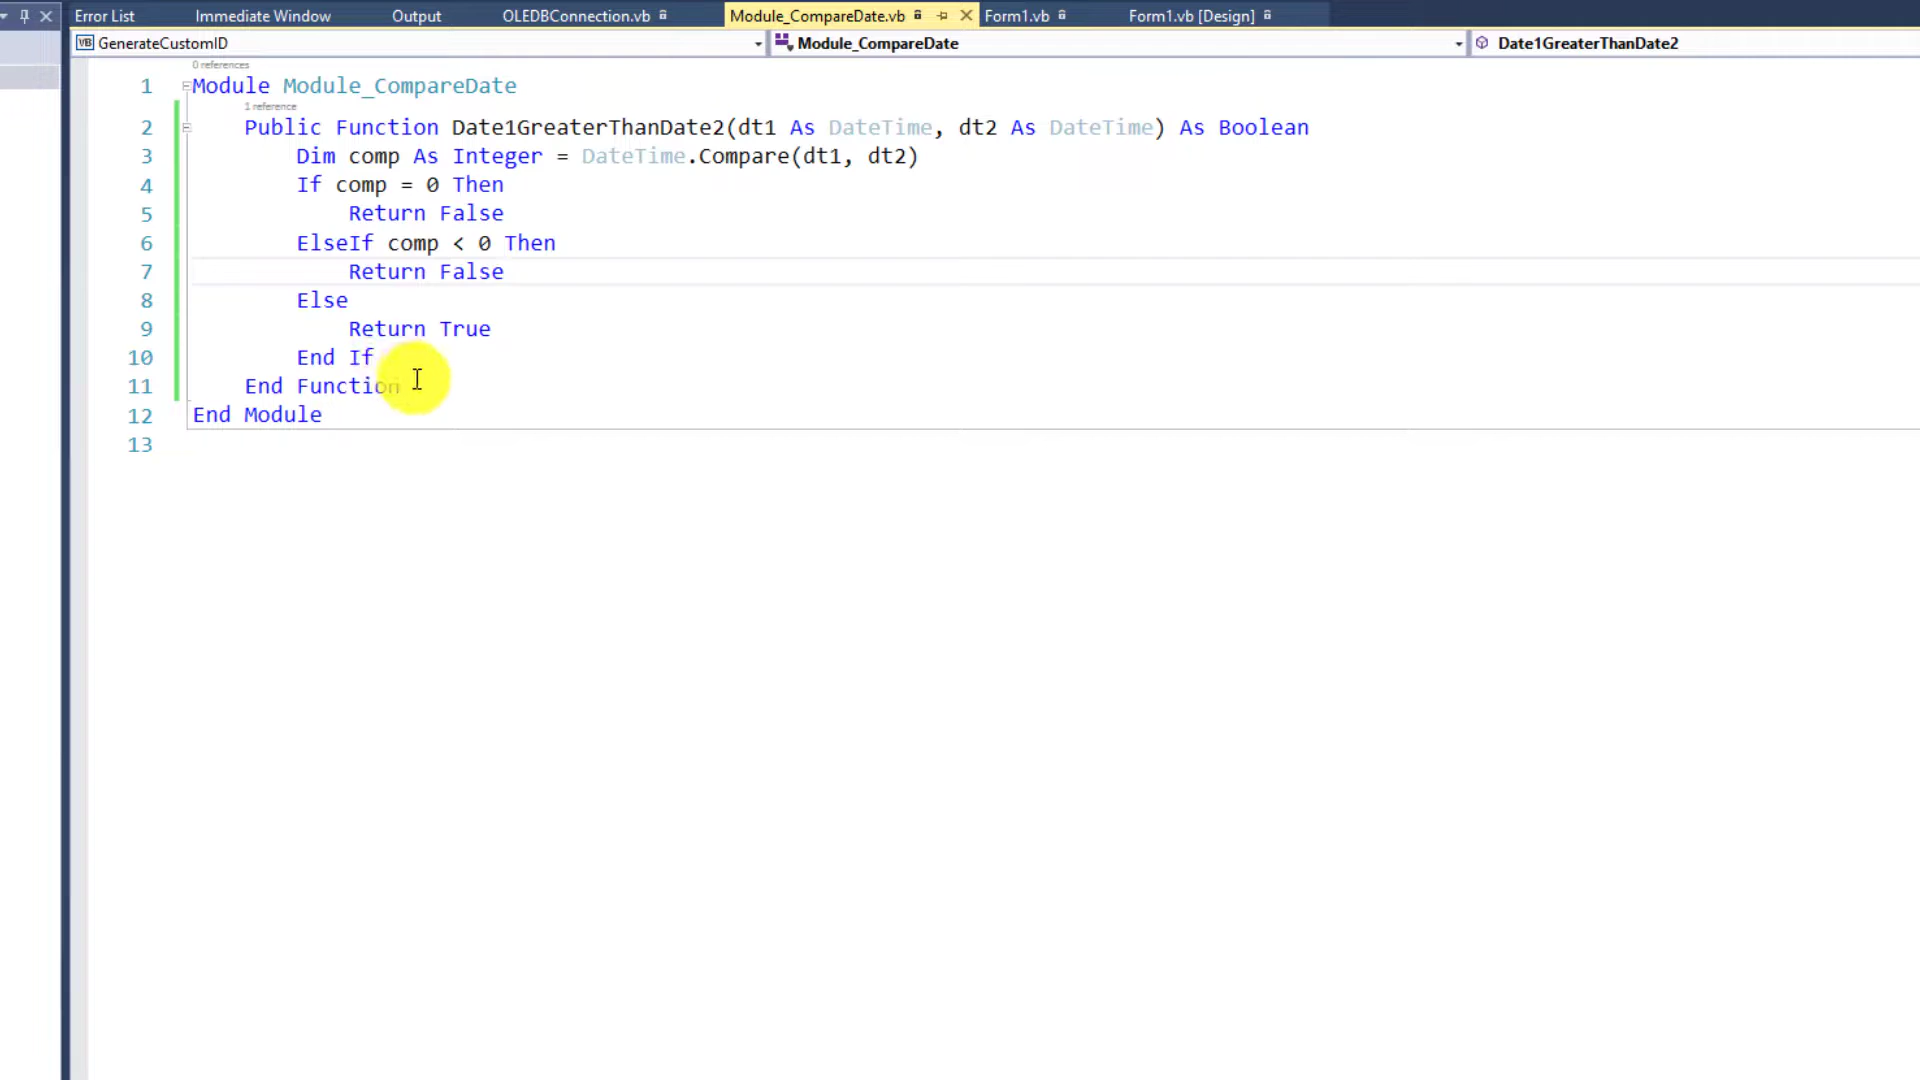 Error List Immediate Window Output OLEDBConnection.vb Module_CompareDate.vb Form1.vb Form1.vb [Design]
VB GenerateCustomID Module_CompareDate Date1GreaterThanDate2
0 references
1 Module Module_CompareDate
1 reference
2 Public Function Date1GreaterThanDate2(dt1 As DateTime, dt2 As DateTime) As Boolean
3 Dim comp As Integer = DateTime.Compare(dt1, dt2)
4 If comp = 0 Then
5 Return False
6 ElseIf comp < 0 Then
7 Return False
8 Else
9 Return True
10 End If
11 End Function
12 End Module
13